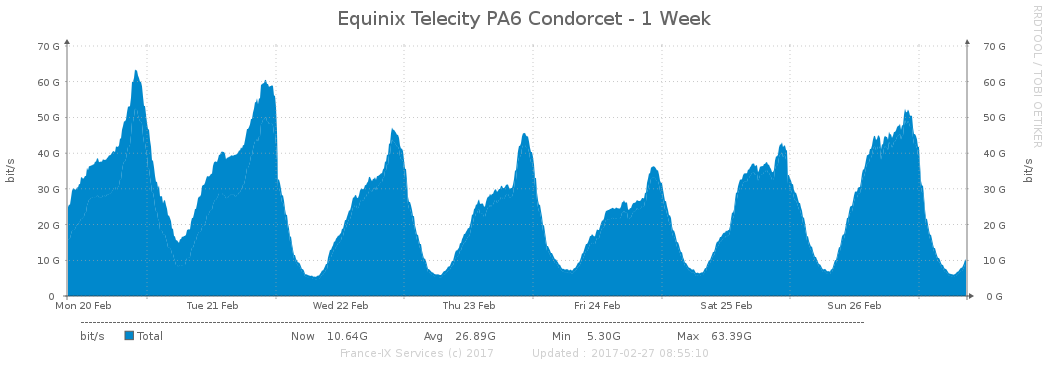 Equinix Telecity PA6 Condorcet - 1 Week
RRDTOOL / TOBI OETIKER
70 G 70 G
60 G 60 G
50 G 50 G
40 G 40 G
30 G 30 G
20 G 20 G
10 G 10 G
0 0 G
bit/s
bit/s
Mon 20 Feb Tue 21 Feb Wed 22 Feb Thu 23 Feb Fri 24 Feb Sat 25 Feb Sun 26 Feb
bit/s Total Now 10.64G Avg 26.89G Min 5.30G Max 63.39G
France-IX Services (c) 2017 Updated : 2017-02-27 08:55:10